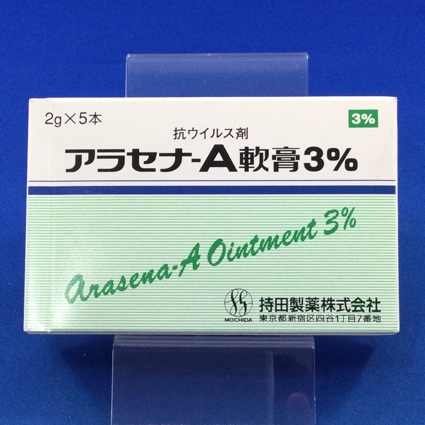 2g×5本
3%
抗ウイルス剤
アラセナ-A軟膏3%
Arasena-A Ointment 3%
MOCHIDA
持田製薬株式会社
東京都新宿区四谷1丁目7番地